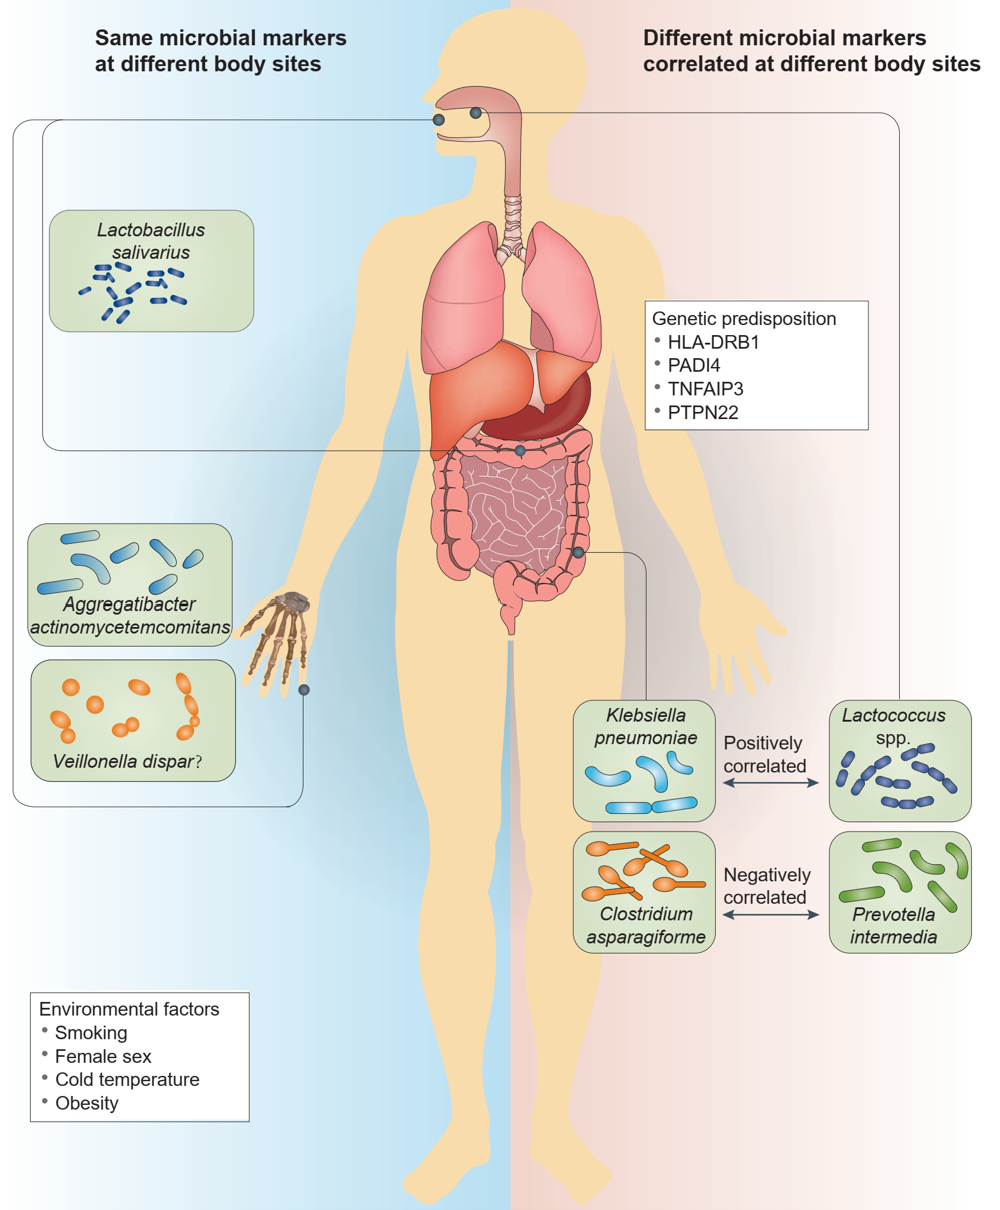 Same microbial markers
at different body sites
Different microbial markers
correlated at different body sites
Lactobacillus
salivarius
Genetic predisposition
• HLA-DRB1
• PADI4
• TNFAIP3
• PTPN22
Aggregatibacter
actinomycetemcomitans
Veillonella dispar?
Klebsiella
pneumoniae
Positively
correlated
Lactococcus
spp.
Clostridium
asparagiforme
Negatively
correlated
Prevotella
intermedia
Environmental factors
• Smoking
• Female sex
• Cold temperature
• Obesity